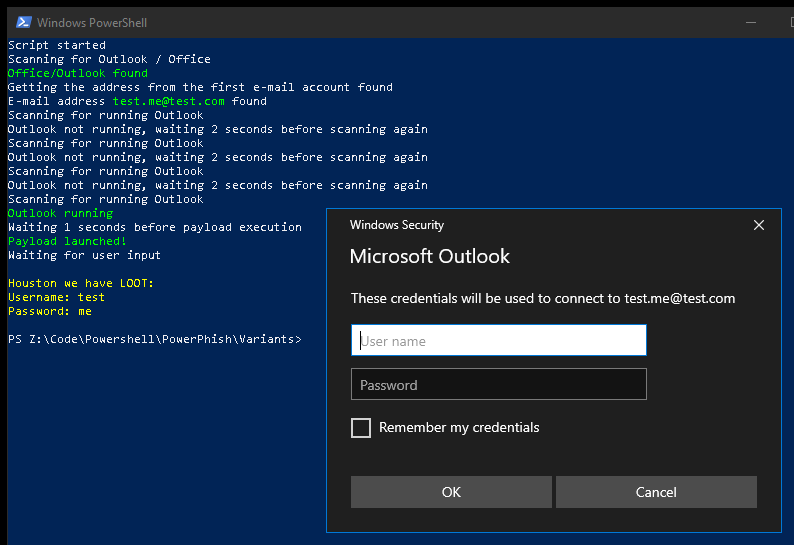 Windows PowerShell
Script started
Scanning for Outlook / Office
Office/Outlook found
Getting the address from the first e-mail account found
E-mail address test.me@test.com found
Scanning for running Outlook
Outlook not running, waiting 2 seconds before scanning again
Scanning for running Outlook
Outlook not running, waiting 2 seconds before scanning again
Scanning for running Outlook
Outlook not running, waiting 2 seconds before scanning again
Scanning for running Outlook
Outlook running
Waiting 1 seconds before payload execution
Payload launched!
Waiting for user input
Houston we have LOOT:
Username: test
Password: me
PS Z:\Code\Powershell\PowerPhish\Variants>
Windows Security
Microsoft Outlook
These credentials will be used to connect to test.me@test.com
User name
Password
Remember my credentials
OK
Cancel